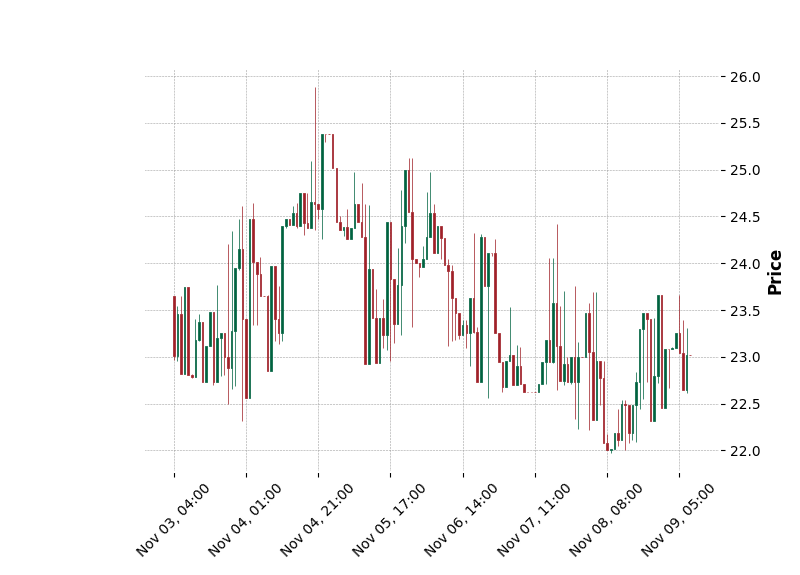 26.0
25.5
25.0
24.5
24.0
23.5
23.0
22.5
22.0
Price
Nov 03, 04:00
Nov 04, 01:00
Nov 04, 21:00
Nov 05, 17:00
Nov 06, 14:00
Nov 07, 11:00
Nov 08, 08:00
Nov 09, 05:00